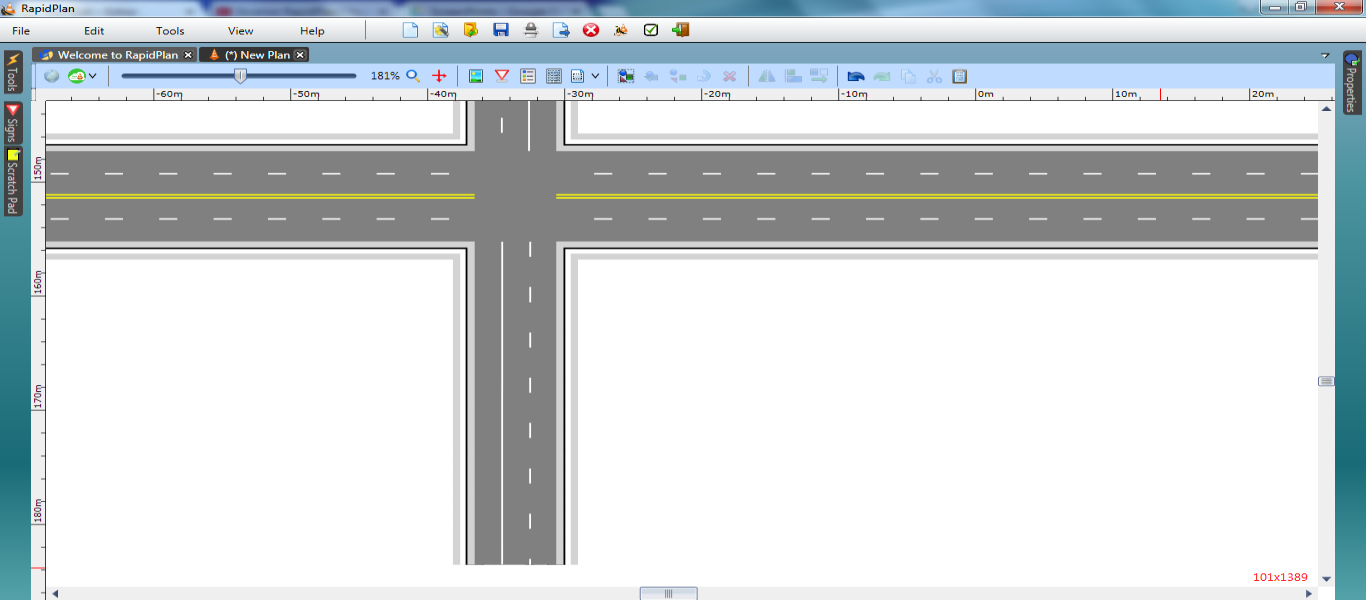 RapidPlan
File Edit Tools View Help
Welcome to RapidPlan (*) New Plan
181%
-60m -50m -40m -30m -20m -10m 0m 10m 20m
Tools
Signs
Scratch Pad
Properties
150m
160m
170m
180m
101x1389